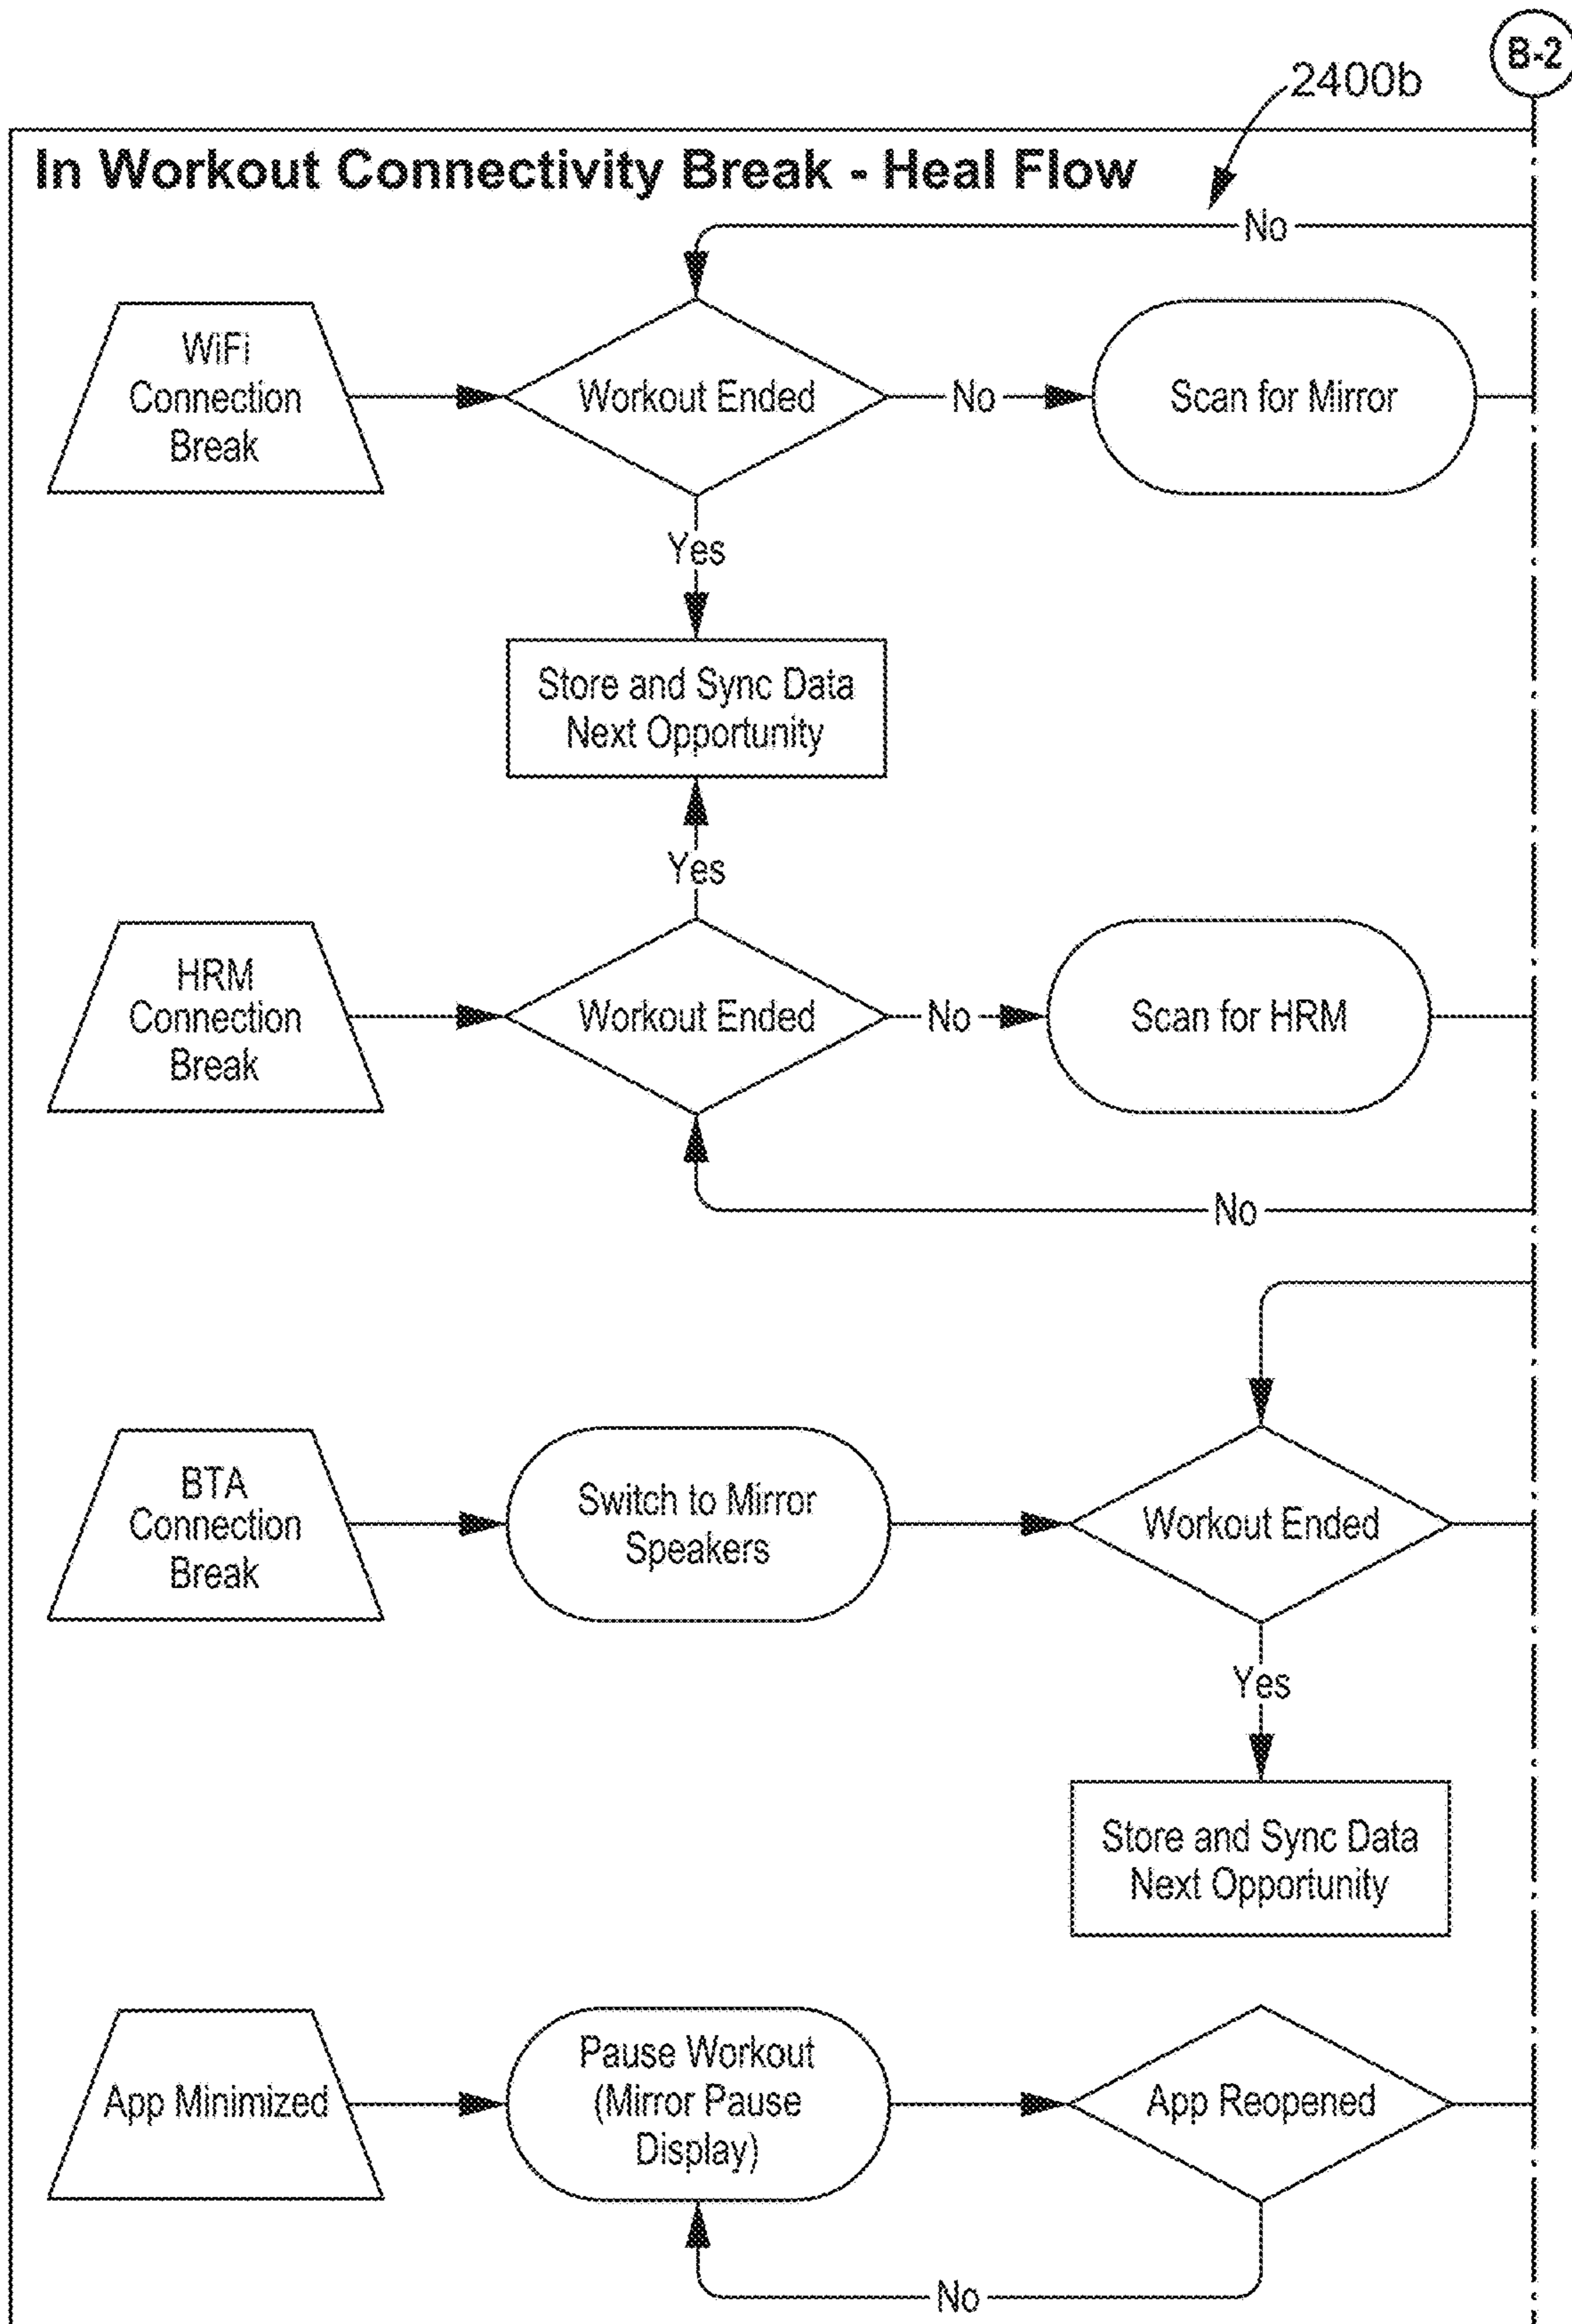 B-2
2400b
In Workout Connectivity Break - Heal Flow
No
WiFi
Connection
Break
Workout Ended
No
Scan for Mirror
Yes
Store and Sync Data
Next Opportunity
Yes
HRM
Connection
Break
Workout Ended
No
Scan for HRM
No
BTA
Connection
Break
Switch to Mirror
Speakers
Workout Ended
Yes
Store and Sync Data
Next Opportunity
App Minimized
Pause Workout
(Mirror Pause
Display)
App Reopened
No